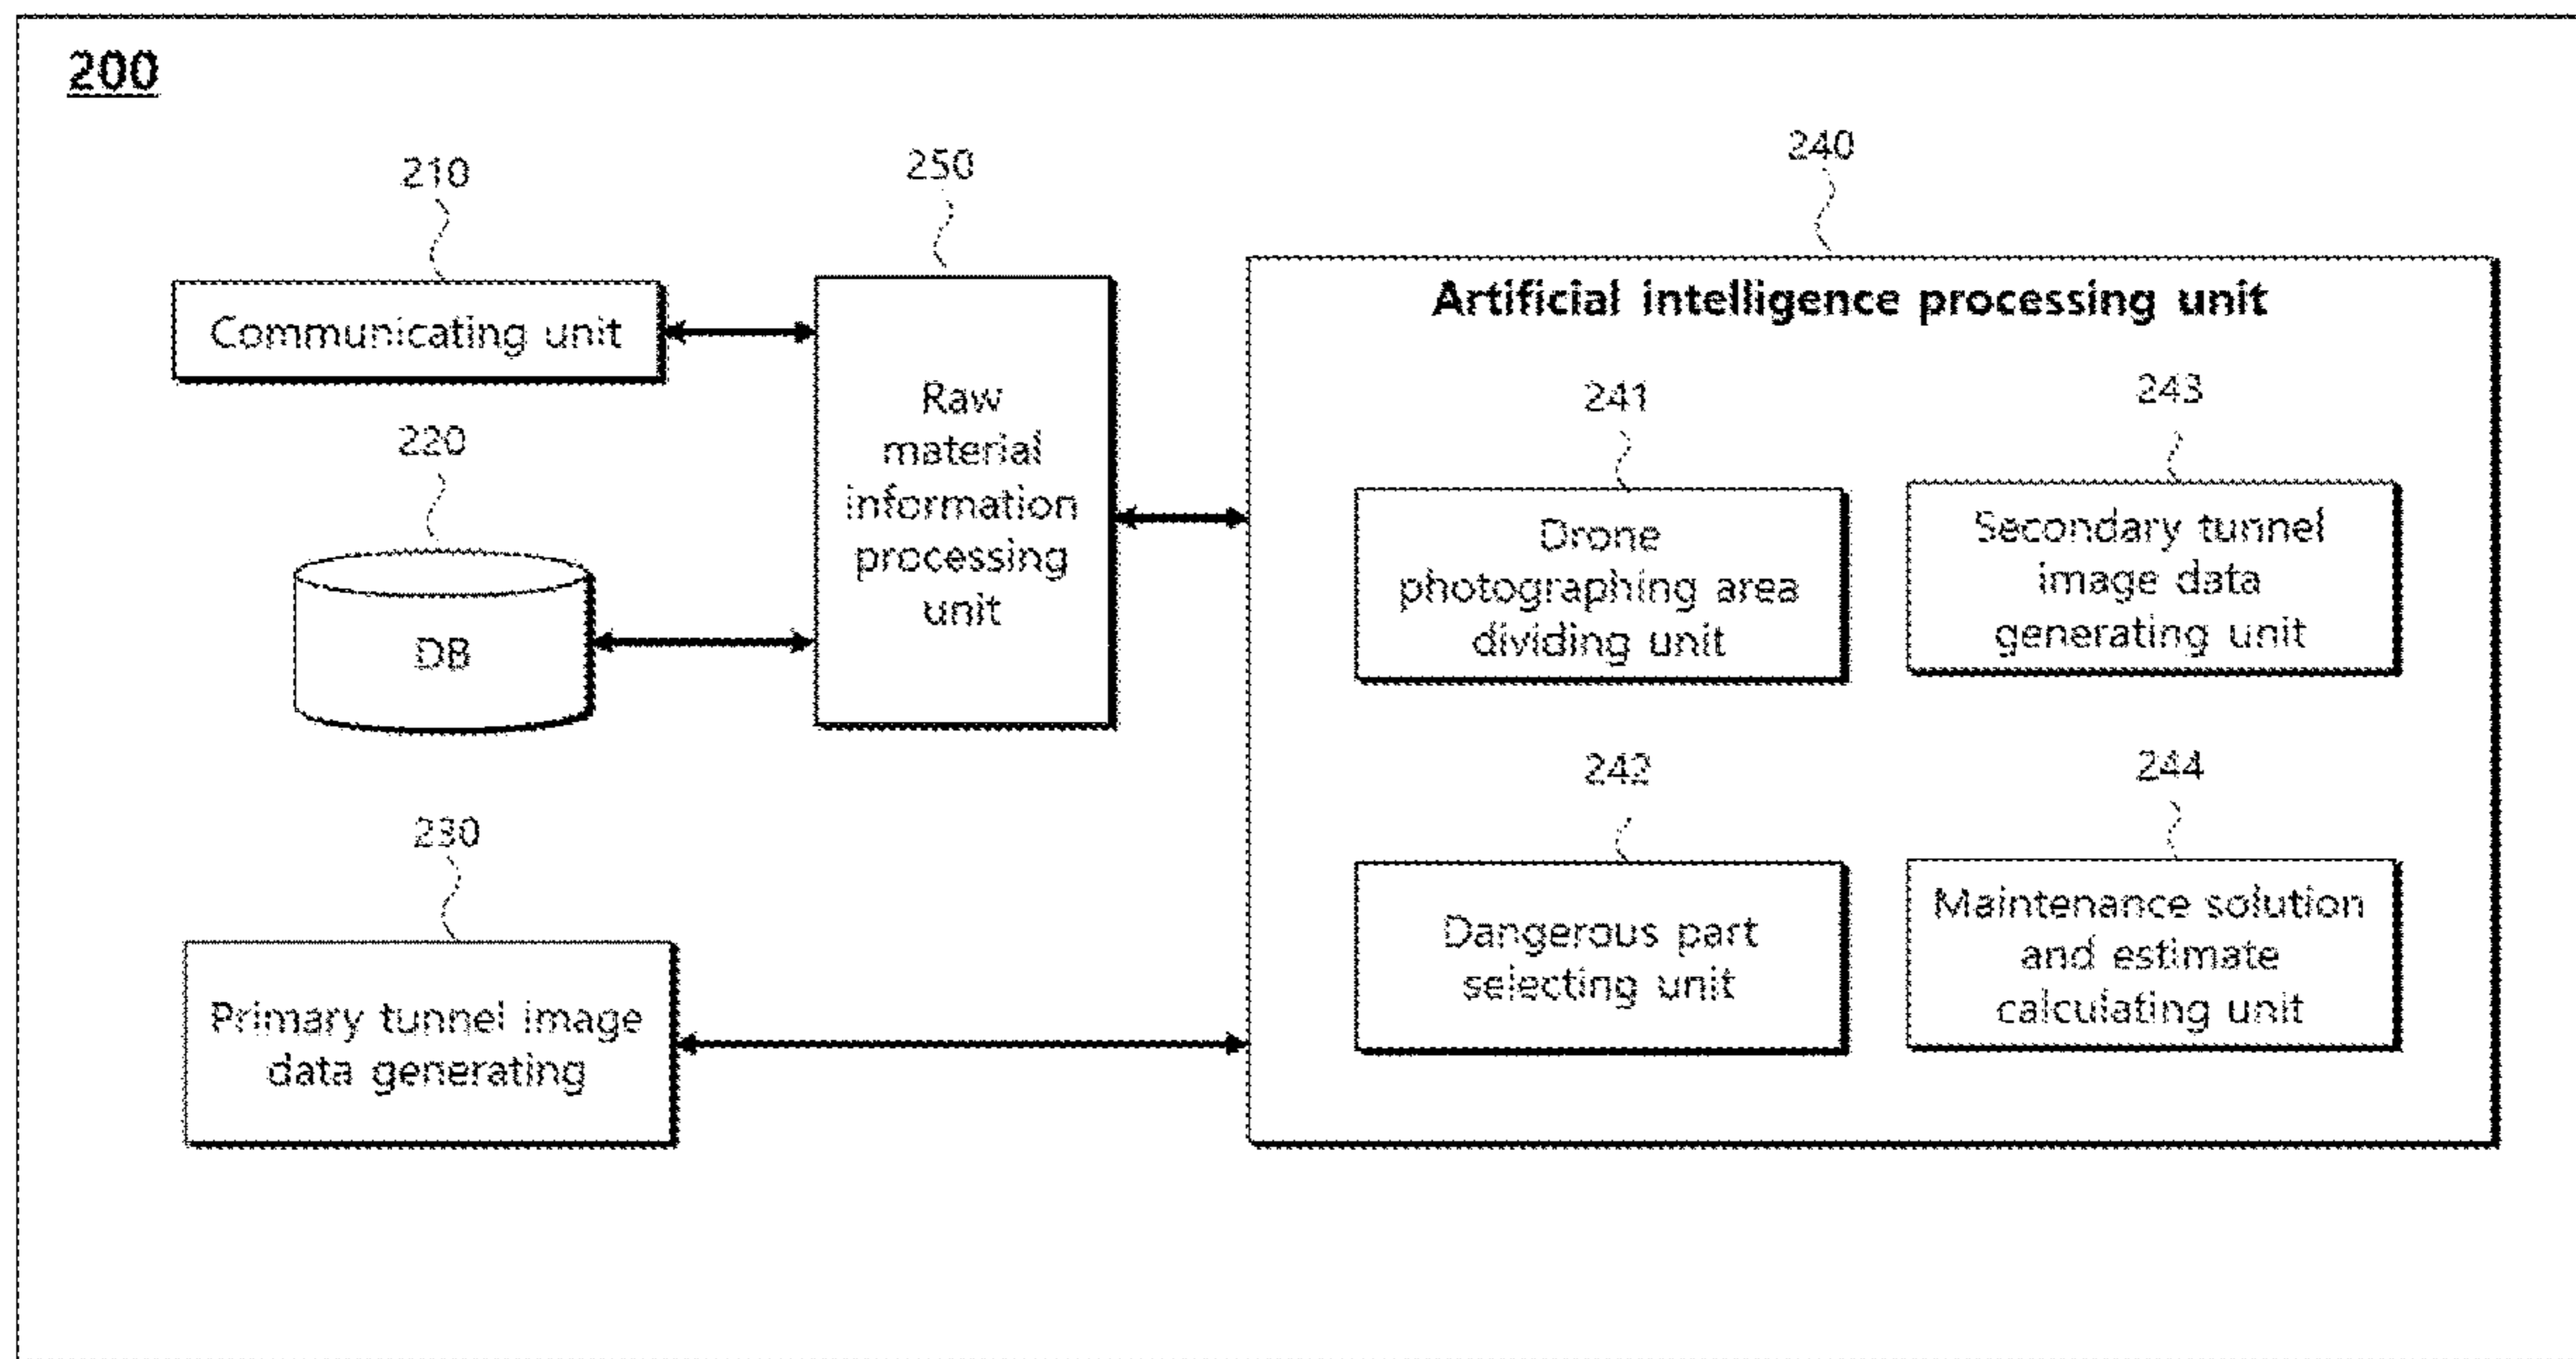 200
210
Communicating unit
220
DB
230
Primary tunnel image
data generating
250
Raw
material
information
processing
unit
240
Artificial intelligence processing unit
241
Drone
photographing area
dividing unit
243
Secondary tunnel
image data
generating unit
242
Dangerous part
selecting unit
244
Maintenance solution
and estimate
calculating unit